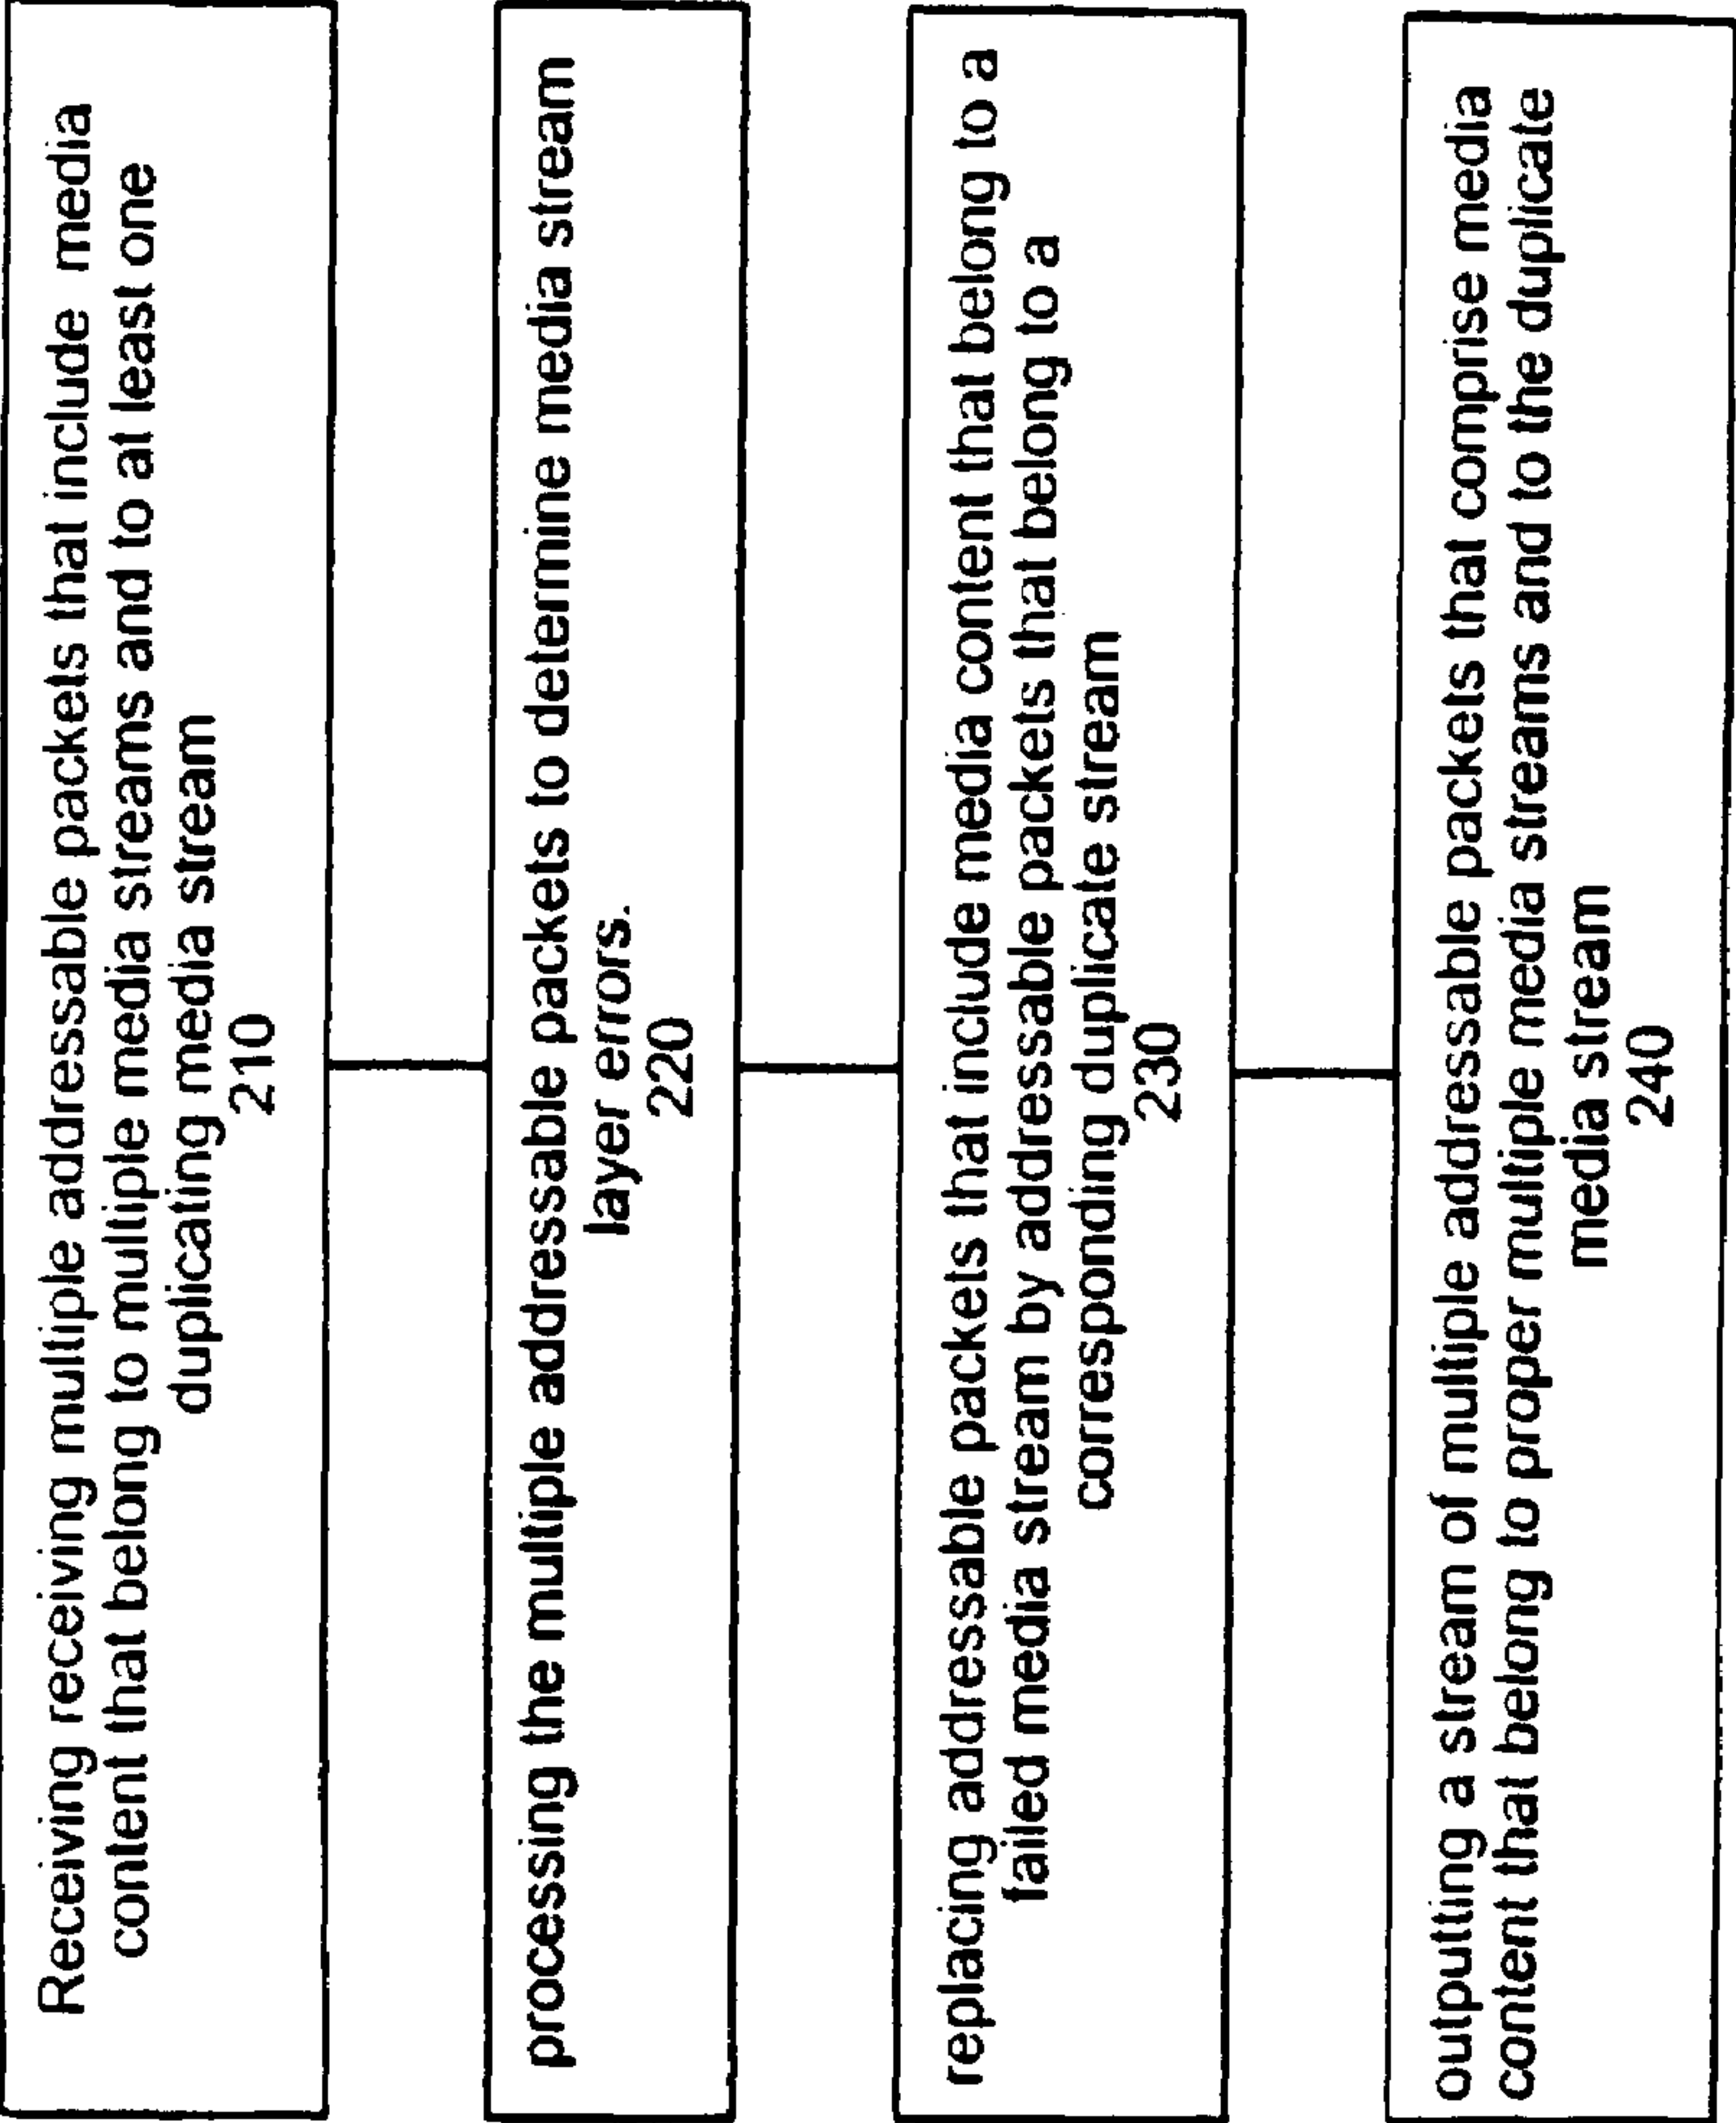 Receiving receiving multiple addressable packets that include media
content that belong to multiple media streams and to at least one
duplicating media stream
210
processing the multiple addressable packets to determine media stream
layer errors.
220
replacing addressable packets that include media content that belong to a
failed media stream by addressable packets that belong to a
corresponding duplicate stream
230
outputting a stream of multiple addressable packets that comprise media
content that belong to proper multiple media streams and to the duplicate
media stream
240